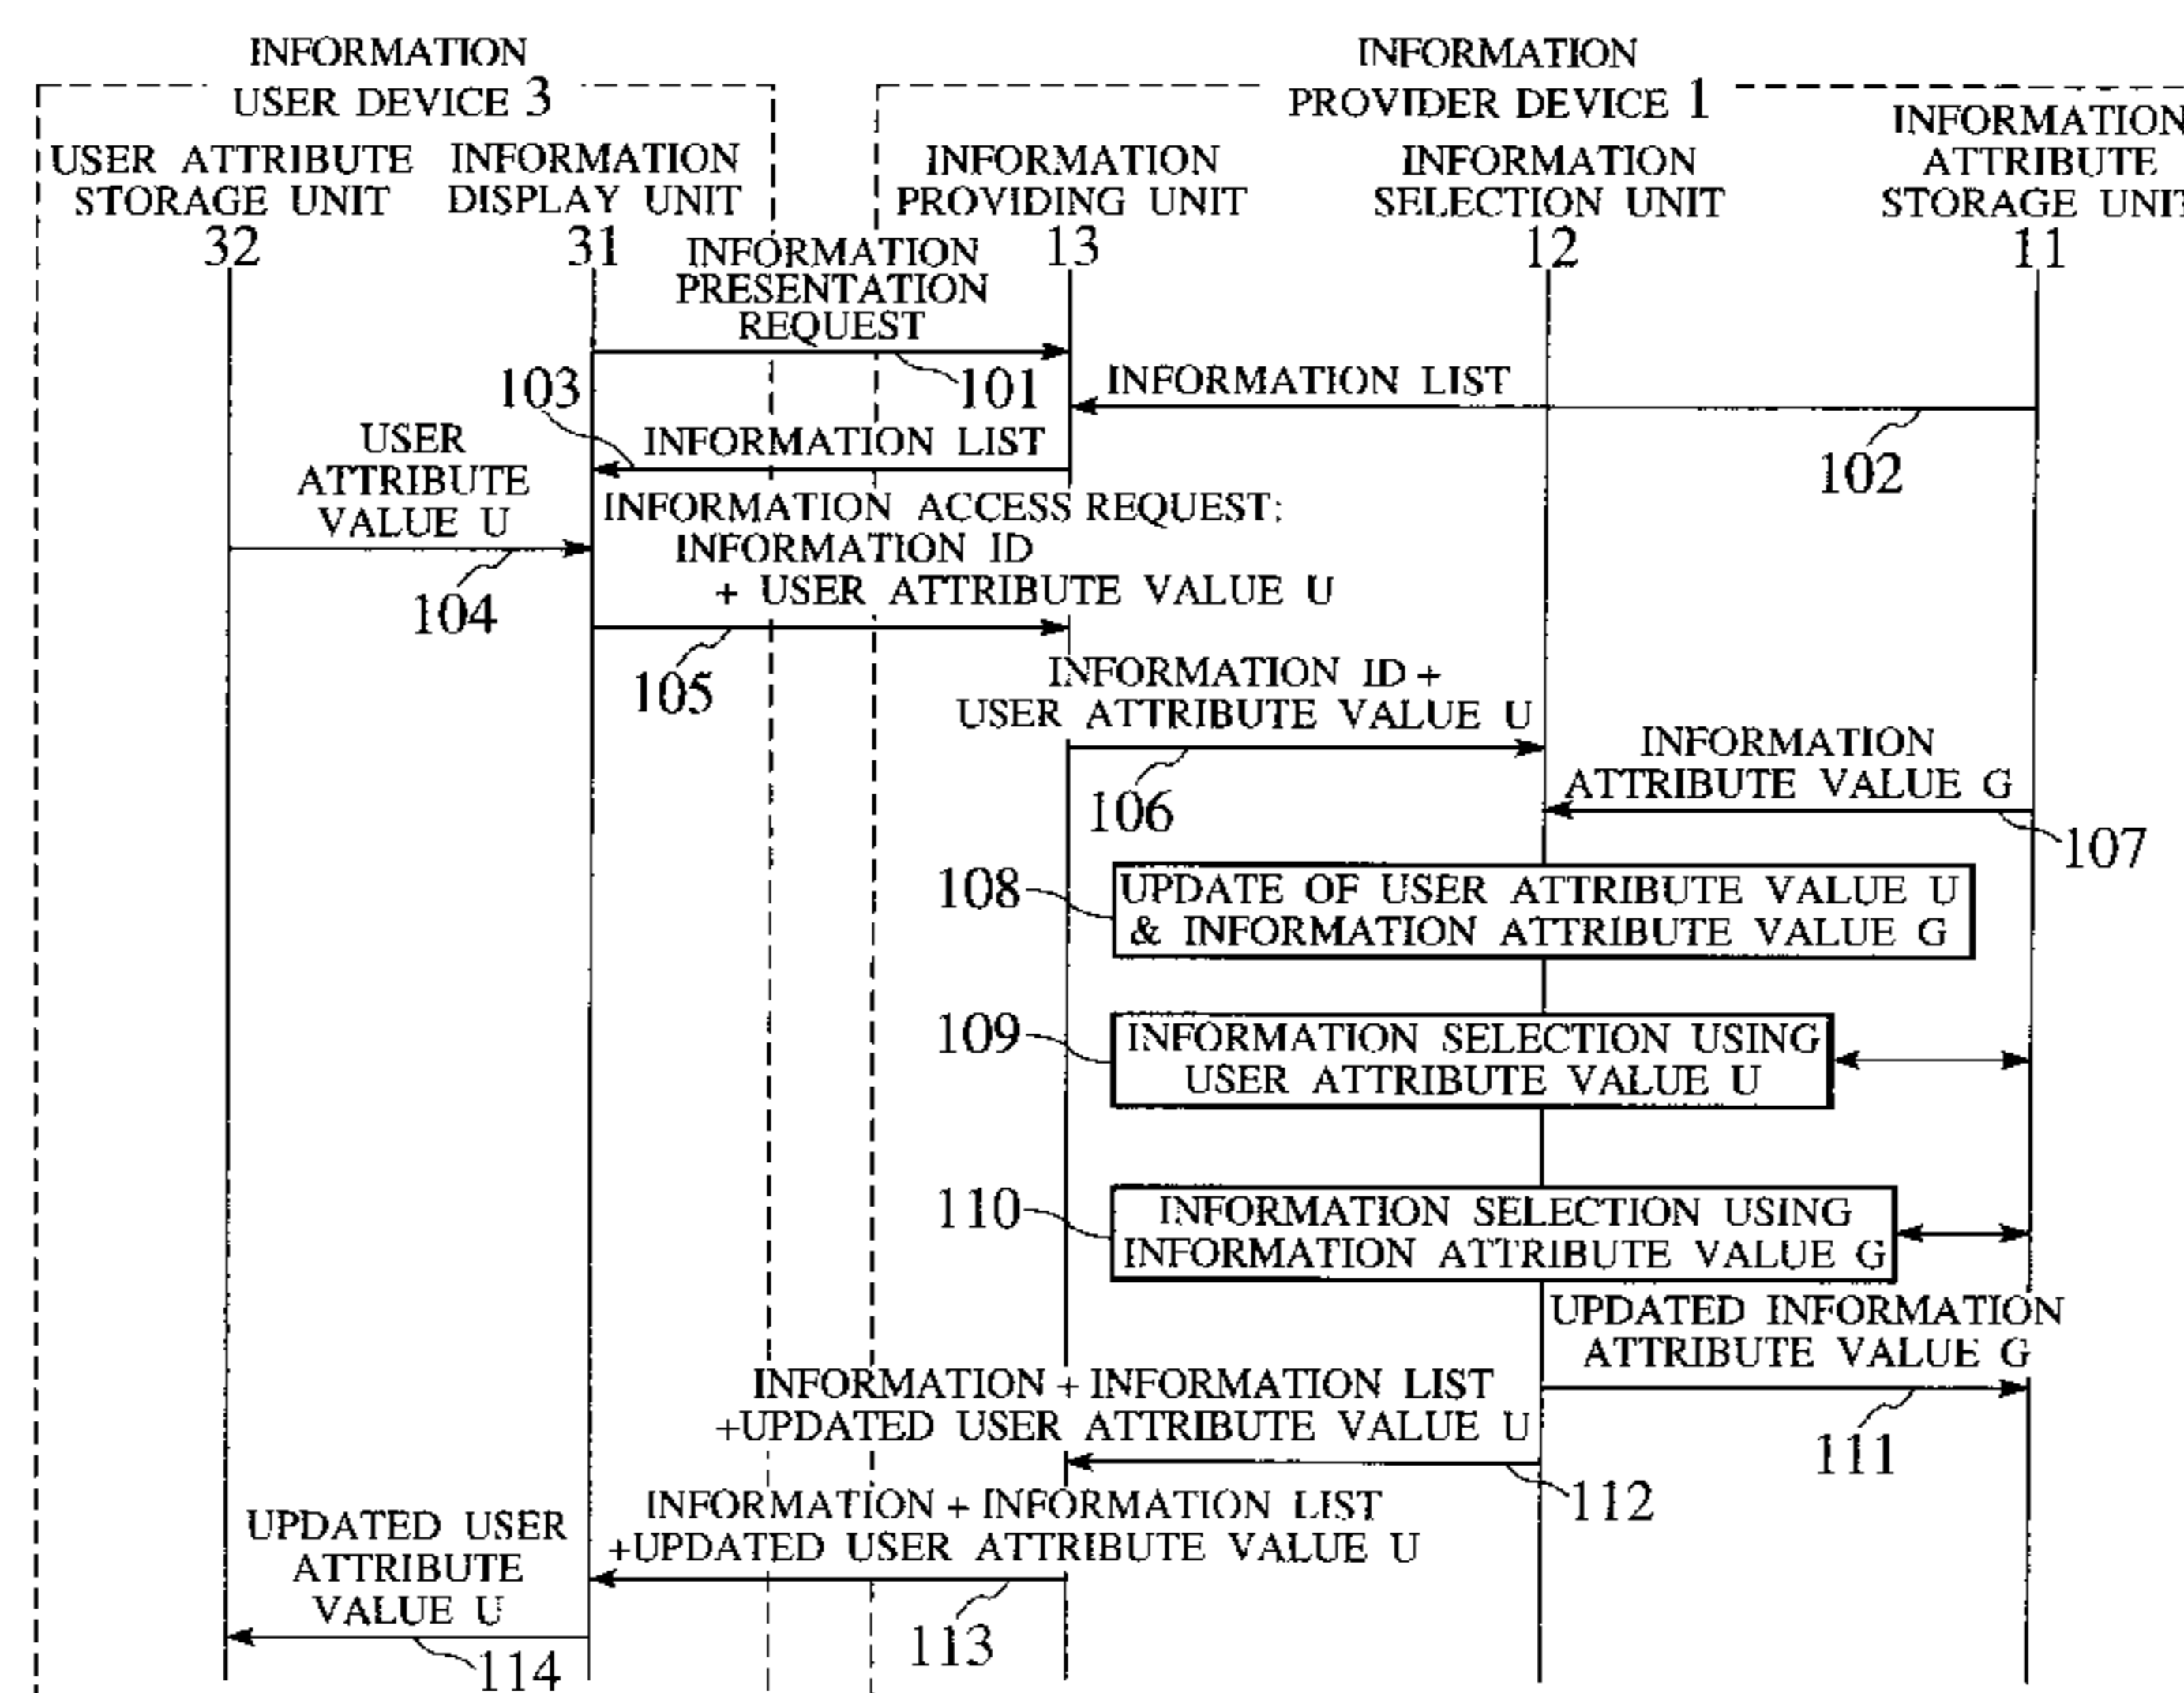 INFORMATION
USER DEVICE 3
INFORMATION
PROVIDER DEVICE 1
USER ATTRIBUTE
STORAGE UNIT
32
INFORMATION
DISPLAY UNIT
31
INFORMATION
PROVIDING UNIT
13
INFORMATION
SELECTION UNIT
12
INFORMATION
ATTRIBUTE
STORAGE UNIT
11
INFORMATION
PRESENTATION
REQUEST
101
INFORMATION LIST
102
103
INFORMATION LIST
USER
ATTRIBUTE
VALUE U
104
INFORMATION ACCESS REQUEST:
INFORMATION ID
+ USER ATTRIBUTE VALUE U
105
INFORMATION ID +
USER ATTRIBUTE VALUE U
106
INFORMATION
ATTRIBUTE VALUE G
107
108
UPDATE OF USER ATTRIBUTE VALUE U
& INFORMATION ATTRIBUTE VALUE G
109
INFORMATION SELECTION USING
USER ATTRIBUTE VALUE U
110
INFORMATION SELECTION USING
INFORMATION ATTRIBUTE VALUE G
UPDATED INFORMATION
ATTRIBUTE VALUE G
111
INFORMATION + INFORMATION LIST
+UPDATED USER ATTRIBUTE VALUE U
112
INFORMATION + INFORMATION LIST
+UPDATED USER ATTRIBUTE VALUE U
113
UPDATED USER
ATTRIBUTE
VALUE U
114